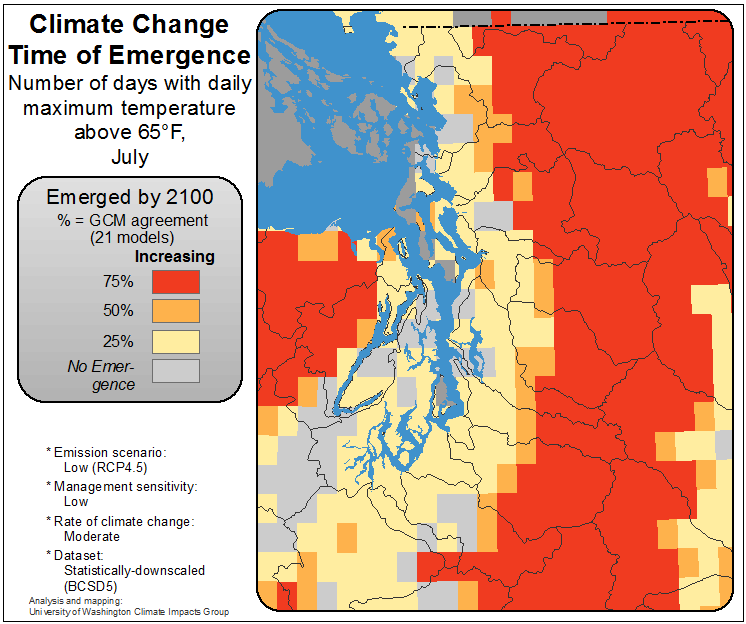 Climate Change
Time of Emergence
Number of days with daily
maximum temperature
above 65°F,
July
Emerged by 2100
% = GCM agreement
(21 models)
Increasing
75%
50%
25%
No Emer-
gence
* Emission scenario:
Low (RCP4.5)
* Management sensitivity:
Low
* Rate of climate change:
Moderate
* Dataset:
Statistically-downscaled
(BCSD5)
Analysis and mapping:
University of Washington Climate Impacts Group